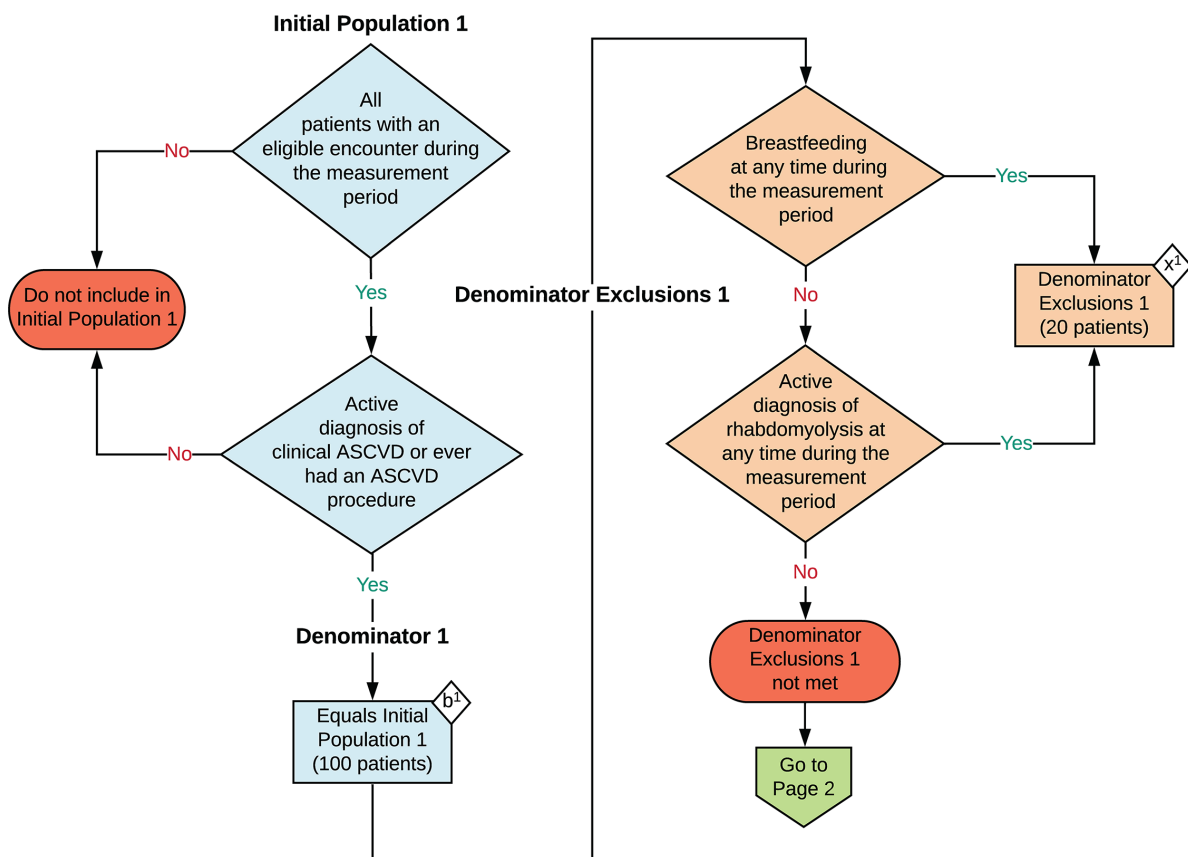 Initial Population 1
All
patients with an
eligible encounter during
the measurement
period
No
Do not include in
Initial Population 1
Yes
Active
diagnosis of
clinical ASCVD or ever
had an ASCVD
procedure
No
Yes
Denominator 1
b¹
Equals Initial
Population 1
(100 patients)
Denominator Exclusions 1
Breastfeeding
at any time during
the measurement
period
Yes
x¹
Denominator
Exclusions 1
(20 patients)
No
Active
diagnosis of
rhabdomyolysis at
any time during the
measurement
period
Yes
No
Denominator
Exclusions 1
not met
Go to
Page 2